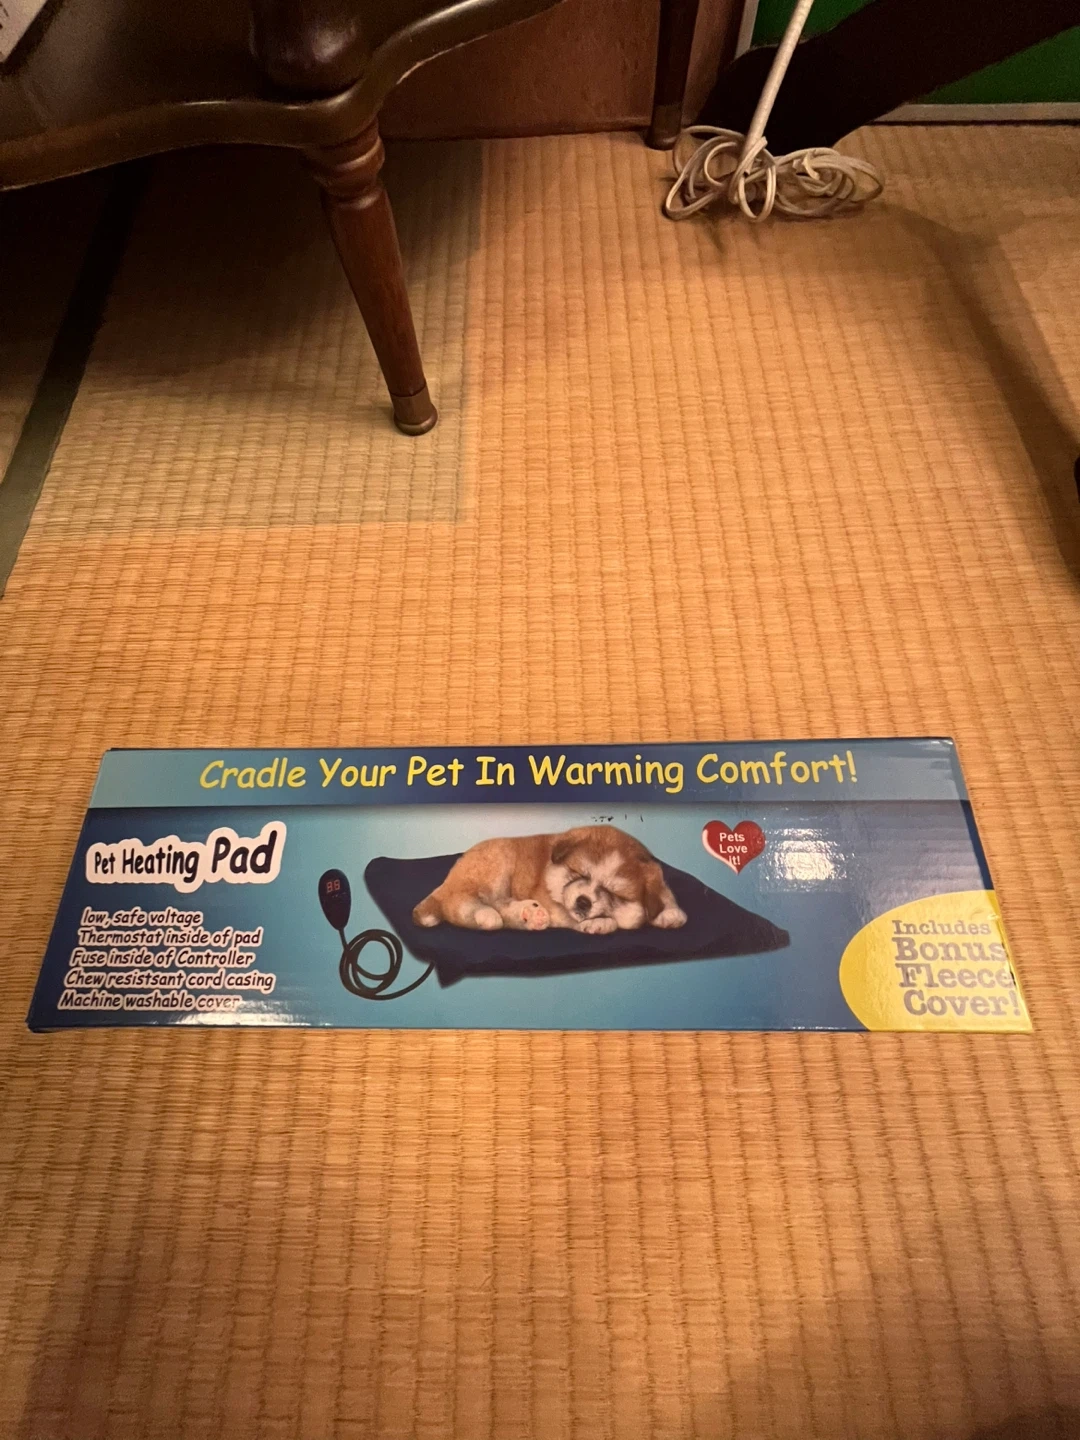 Cradle Your Pet In Warming Comfort!
Pet Heating Pad
low, safe voltage
Thermostat inside of pad
Fuse inside of Controller
Chew resistsant cord casing
Machine washable cover
88
Pets
Love
it!
Includes
Bonus
Fleece
Cover!